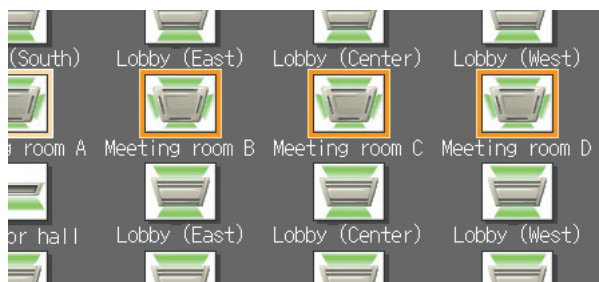 (South) Lobby (East) Lobby (Center) Lobby (West)
room A Meeting room B Meeting room C Meeting room D
hall Lobby (East) Lobby (Center) Lobby (West)